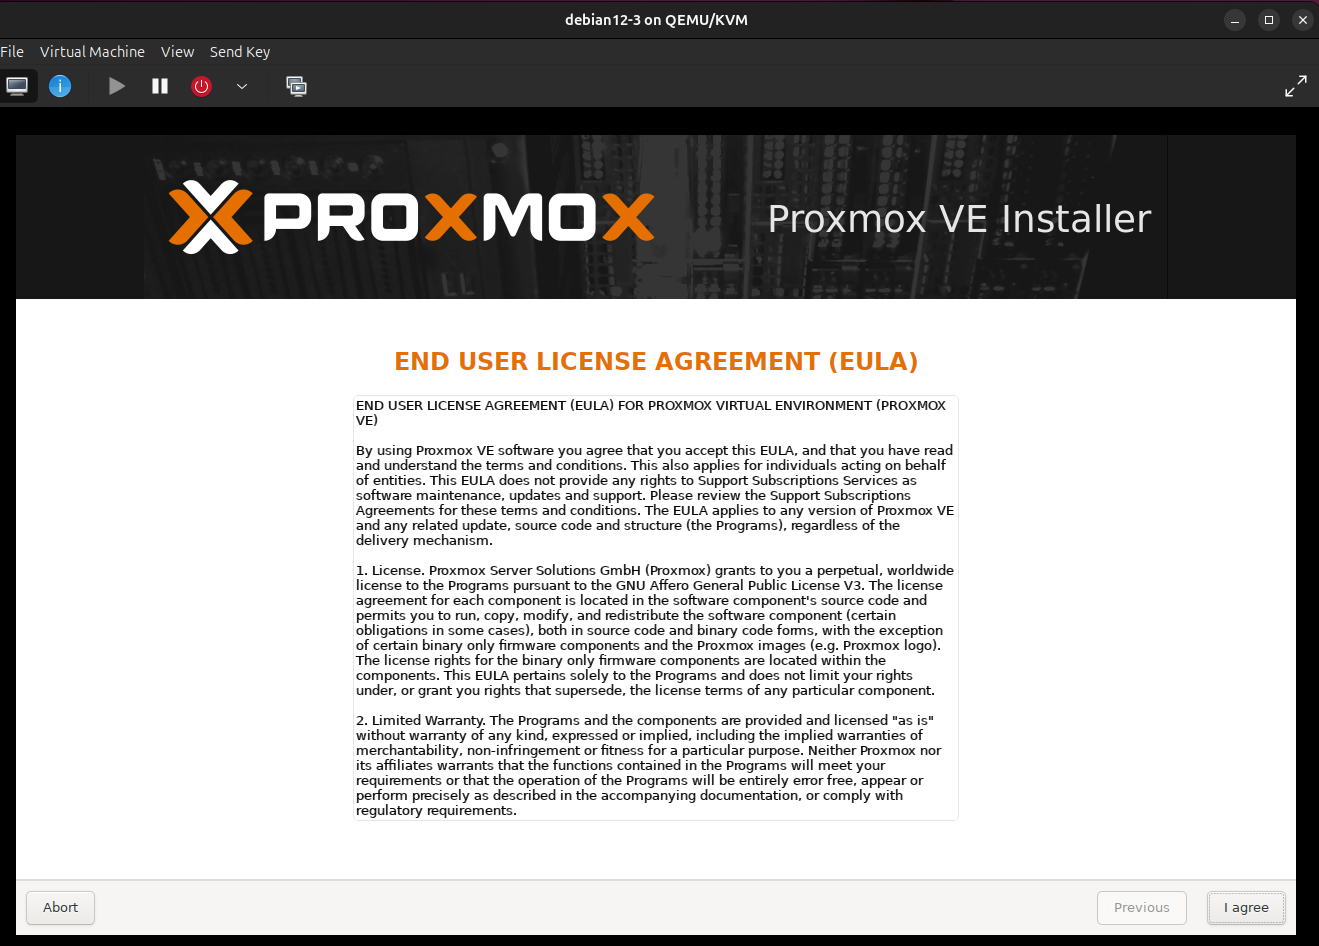 debian12-3 on QEMU/KVM
File Virtual Machine View Send Key
PROXMOX
Proxmox VE Installer
END USER LICENSE AGREEMENT (EULA)
END USER LICENSE AGREEMENT (EULA) FOR PROXMOX VIRTUAL ENVIRONMENT (PROXMOX
VE)
By using Proxmox VE software you agree that you accept this EULA, and that you have read
and understand the terms and conditions. This also applies for individuals acting on behalf
of entities. This EULA does not provide any rights to Support Subscriptions Services as
software maintenance, updates and support. Please review the Support Subscriptions
Agreements for these terms and conditions. The EULA applies to any version of Proxmox VE
and any related update, source code and structure (the Programs), regardless of the
delivery mechanism.
1. License. Proxmox Server Solutions GmbH (Proxmox) grants to you a perpetual, worldwide
license to the Programs pursuant to the GNU Affero General Public License V3. The license
agreement for each component is located in the software component's source code and
permits you to run, copy, modify, and redistribute the software component (certain
obligations in some cases), both in source code and binary code forms, with the exception
of certain binary only firmware components and the Proxmox images (e.g. Proxmox logo).
The license rights for the binary only firmware components are located within the
components. This EULA pertains solely to the Programs and does not limit your rights
under, or grant you rights that supersede, the license terms of any particular component.
2. Limited Warranty. The Programs and the components are provided and licensed "as is"
without warranty of any kind, expressed or implied, including the implied warranties of
merchantability, non-infringement or fitness for a particular purpose. Neither Proxmox nor
its affiliates warrants that the functions contained in the Programs will meet your
requirements or that the operation of the Programs will be entirely error free, appear or
perform precisely as described in the accompanying documentation, or comply with
regulatory requirements.
Abort
Previous
I agree